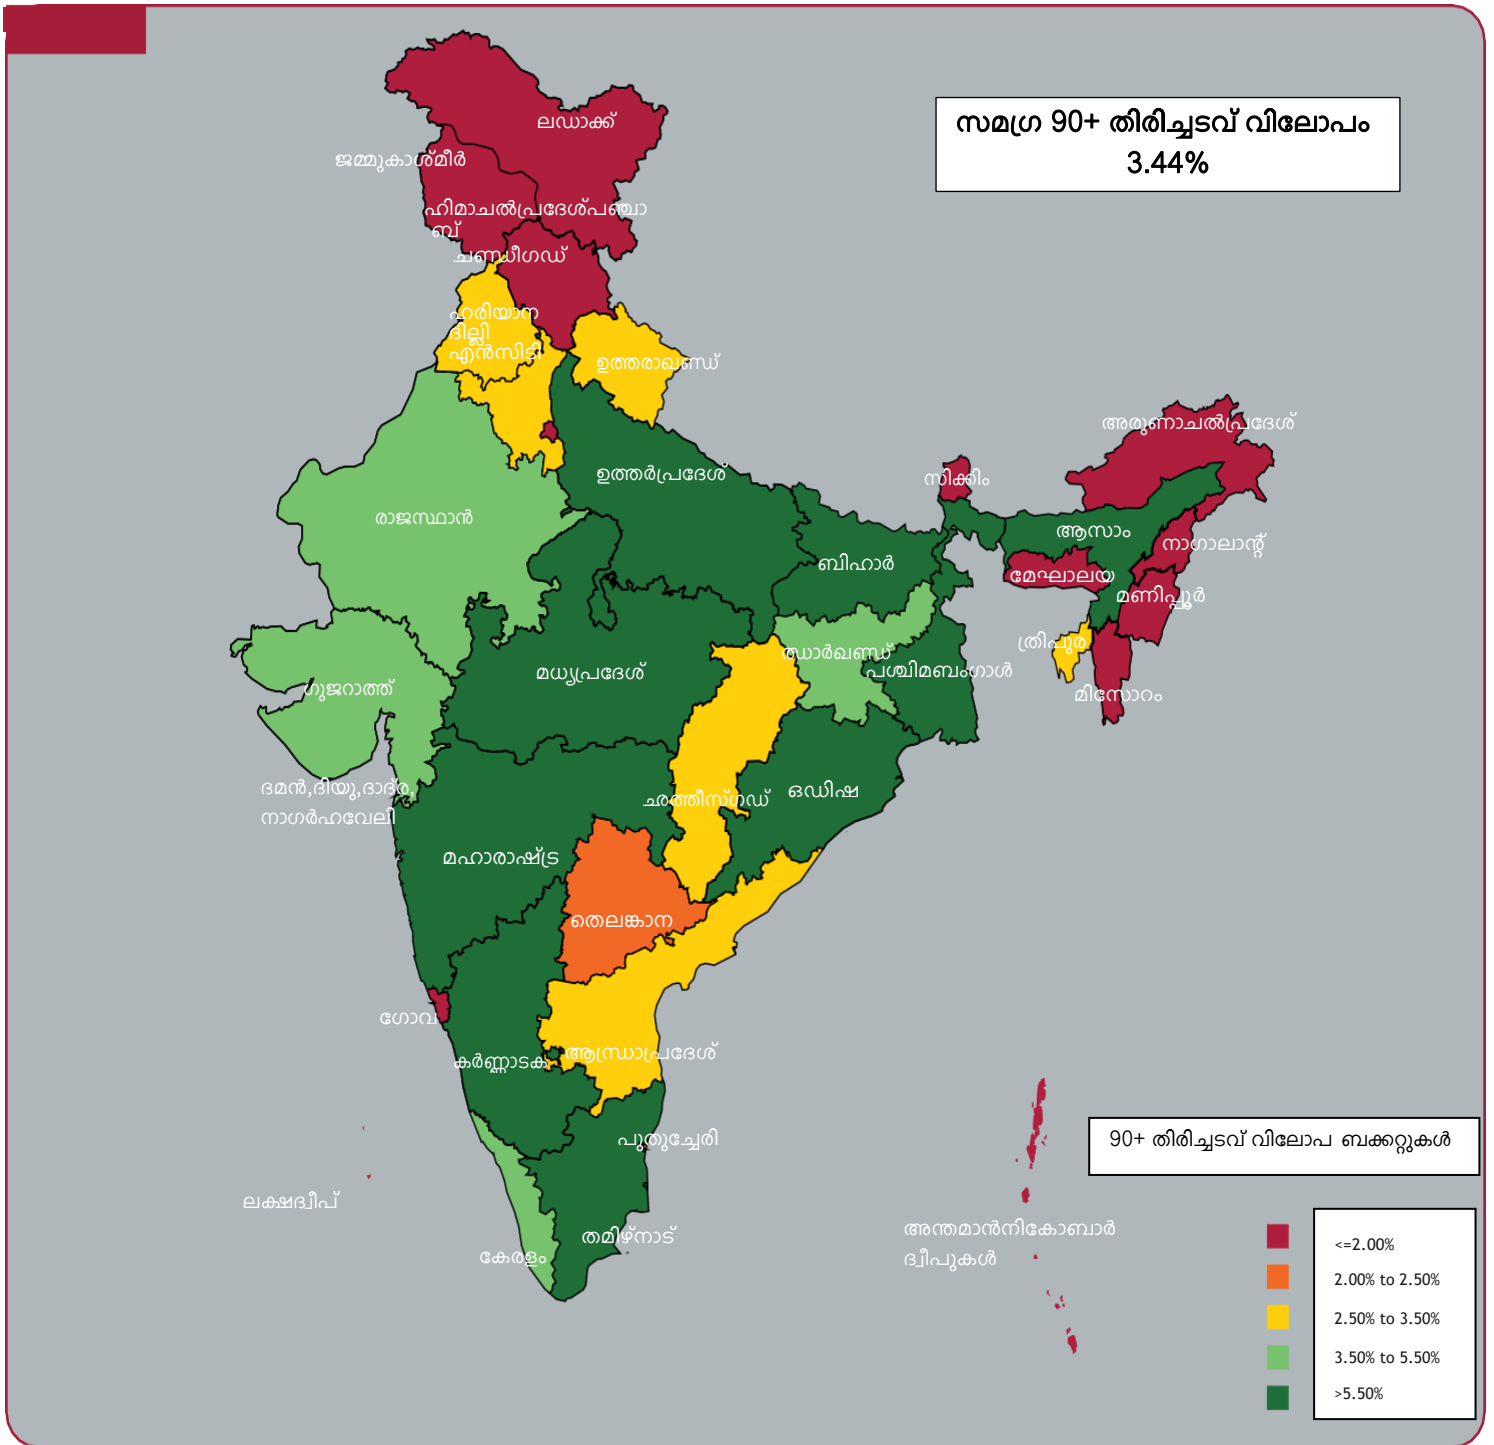 സമഗ്ര 90+ തിരിച്ചടവ് വിലോപം
3.44%
ലഡാക്ക്
ജമ്മുകാശ്മീർ
ഹിമാചൽപ്രദേശ്പഞ്ചാ
ബ്
ചണ്ഡീഗഡ്
ഹരിയാന
ദില്ലി
എൻസിടി
ഉത്തരാഖണ്ഡ്
അരുണാചൽപ്രദേശ്
ഉത്തർപ്രദേശ്
സിക്കിം
രാജസ്ഥാൻ
ആസാം
നാഗാലാന്റ്
ബിഹാർ
മേഘാലയ
മണിപ്പൂർ
ത്രിപുര
ഝാർഖണ്ഡ്
മധ്യപ്രദേശ്
പശ്ചിമബംഗാൾ
ഗുജറാത്ത്
മിസോറം
ദമൻ,ദിയു,ദാദ്ര,
നാഗർഹവേലി
ഛത്തീസ്ഗഡ്
ഒഡിഷ
മഹാരാഷ്ട്ര
തെലങ്കാന
ഗോവ
കർണ്ണാടക
ആന്ധ്രാപ്രദേശ്
പുതുച്ചേരി
90+ തിരിച്ചടവ് വിലോപ ബക്കറ്റുകൾ
ലക്ഷദ്വീപ്
തമിഴ്നാട്
കേരളം
അന്തമാൻനികോബാർ
ദ്വീപുകൾ
<=2.00%
2.00% to 2.50%
2.50% to 3.50%
3.50% to 5.50%
>5.50%